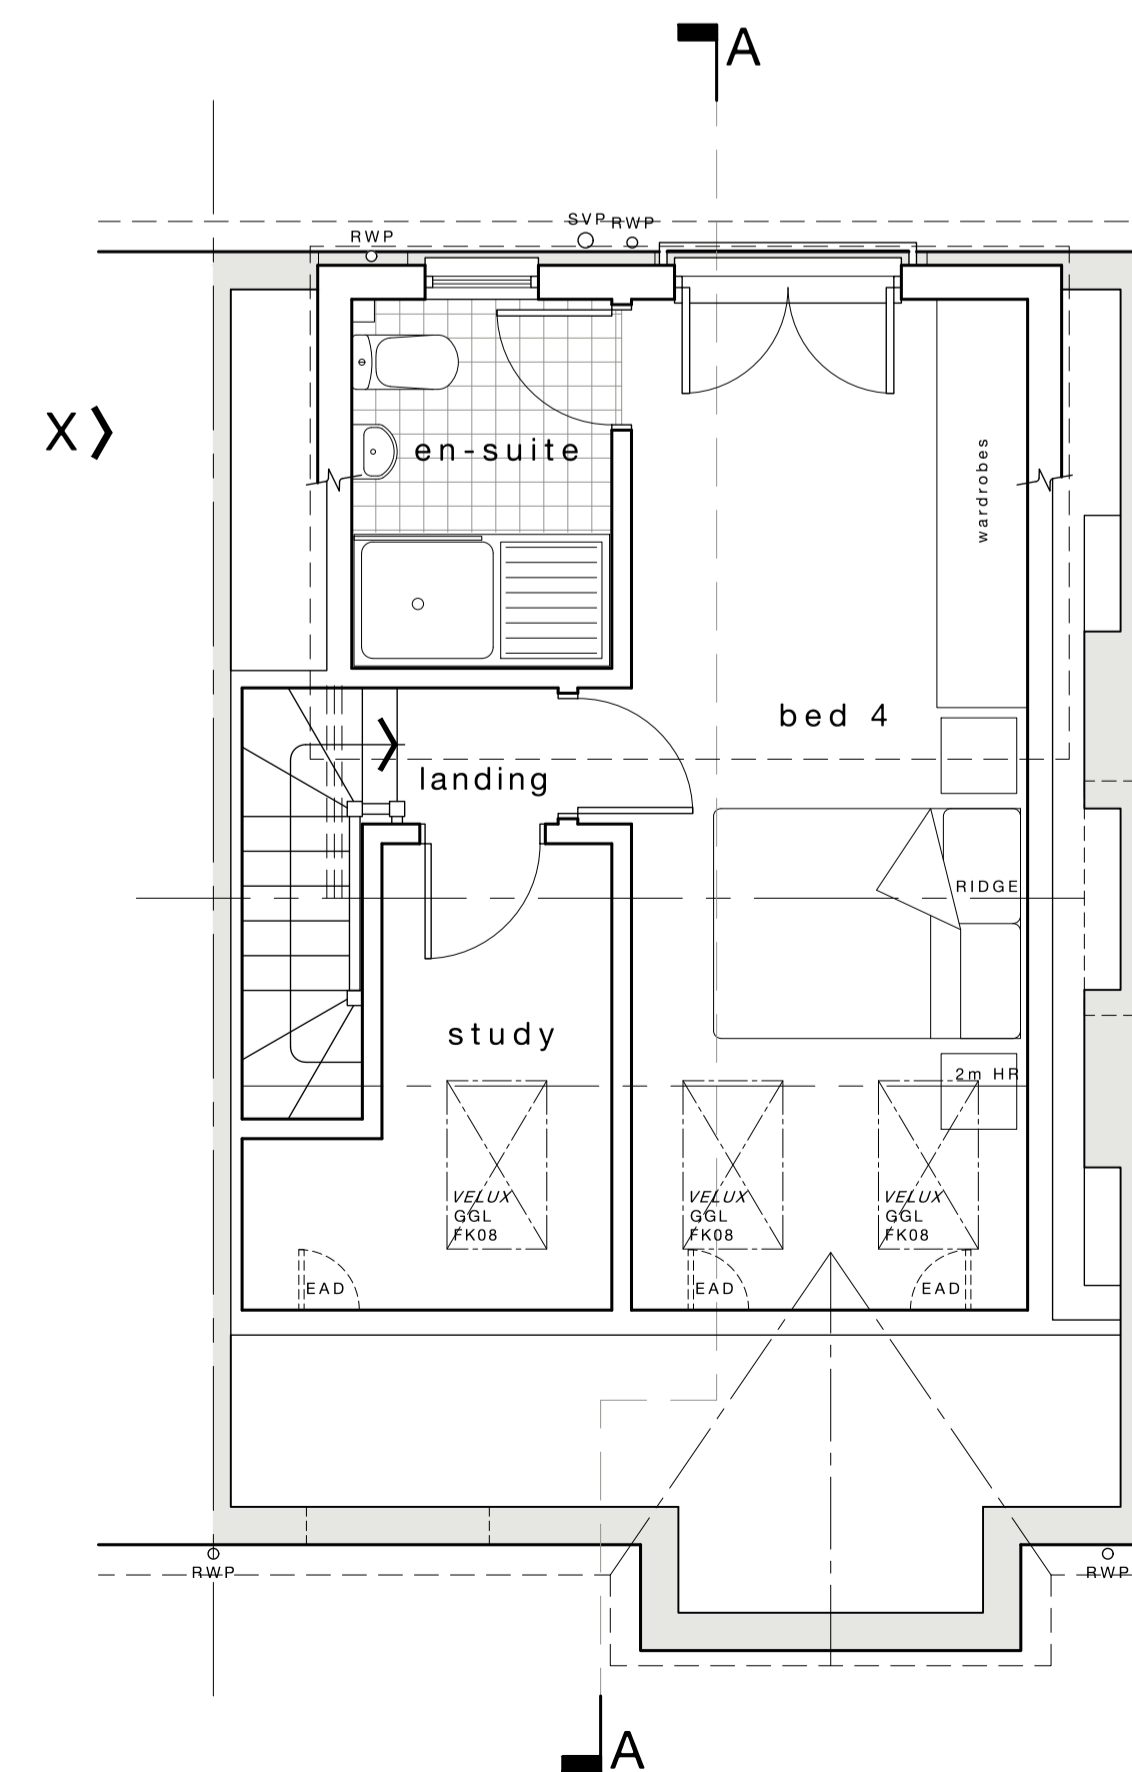 A
SVP RWP
RWP
X
en-suite
wardrobes
bed 4
landing
RIDGE
study
2m HR
VELUX
GGL
FK08
VELUX
GGL
FK08
VELUX
GGL
FK08
EAD
EAD
EAD
RWP
RWP
A